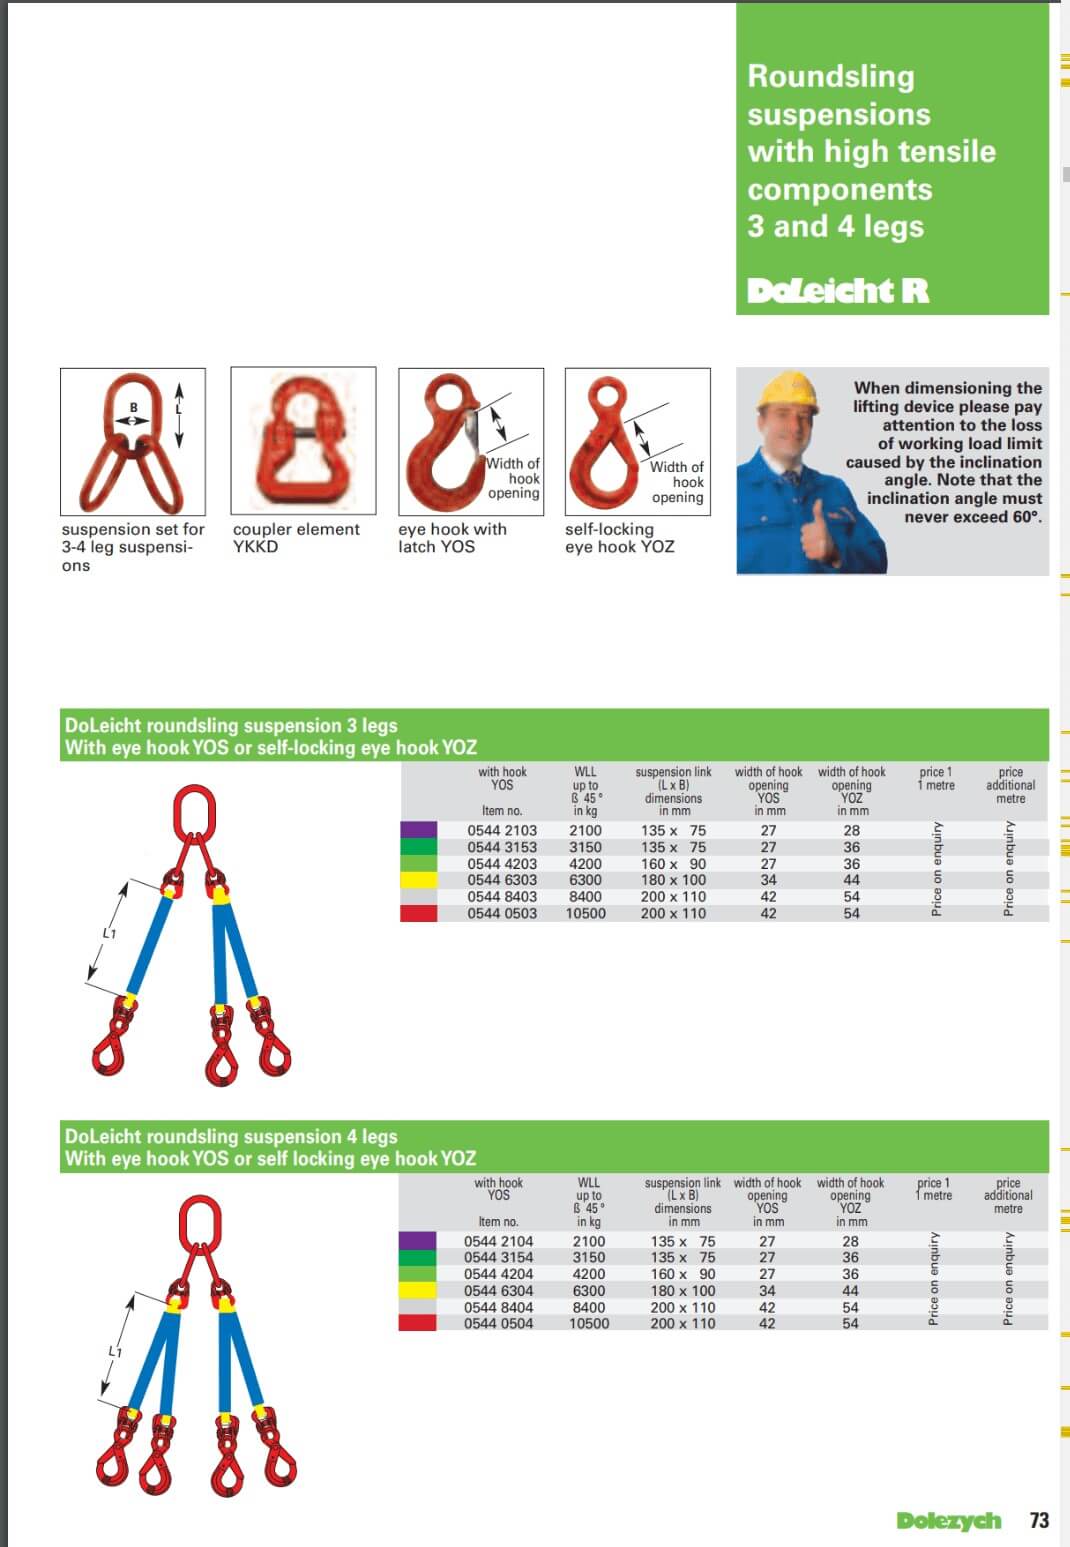 Roundsling
suspensions
with high tensile
components
3 and 4 legs
DoLeicht R
B
L
Width of
hook
opening
Width of
hook
opening
suspension set for
3-4 leg suspensi-
ons
coupler element
YKKD
eye hook with
latch YOS
self-locking
eye hook YOZ
When dimensioning the
lifting device please pay
attention to the loss
of working load limit
caused by the inclination
angle. Note that the
inclination angle must
never exceed 60°.
DoLeicht roundsling suspension 3 legs
With eye hook YOS or self-locking eye hook YOZ
with hook WLL suspension link width of hook width of hook price 1 price
YOS up to (L x B) opening opening 1 metre additional
ß 45° dimensions YOS YOZ metre
Item no. in kg in mm in mm in mm
0544 2103 2100 135 x 75 27 28
0544 3153 3150 135 x 75 27 36
0544 4203 4200 160 x 90 27 36
0544 6303 6300 180 x 100 34 44
0544 8403 8400 200 x 110 42 54
0544 0503 10500 200 x 110 42 54
Price on enquiry
Price on enquiry
L1
DoLeicht roundsling suspension 4 legs
With eye hook YOS or self locking eye hook YOZ
with hook WLL suspension link width of hook width of hook price 1 price
YOS up to (L x B) opening opening 1 metre additional
ß 45° dimensions YOS YOZ metre
Item no. in kg in mm in mm in mm
0544 2104 2100 135 x 75 27 28
0544 3154 3150 135 x 75 27 36
0544 4204 4200 160 x 90 27 36
0544 6304 6300 180 x 100 34 44
0544 8404 8400 200 x 110 42 54
0544 0504 10500 200 x 110 42 54
Price on enquiry
Price on enquiry
L1
Dolezych 73